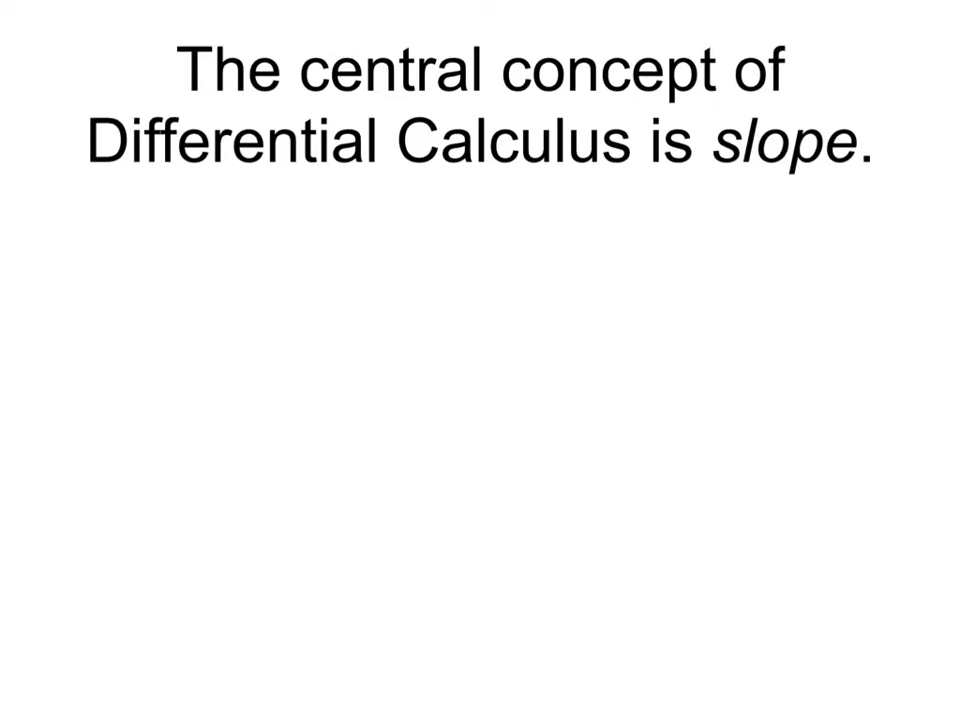 The central concept of
Differential Calculus is slope.